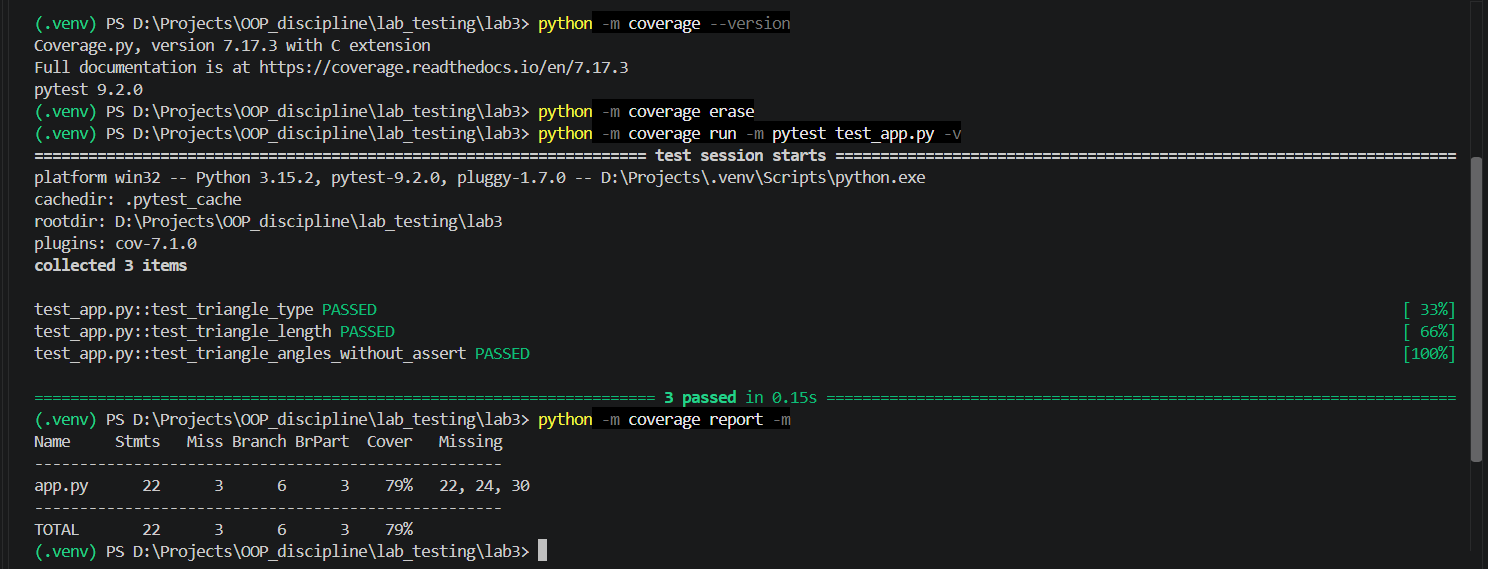 (.venv) PS D:\Projects\OOP_discipline\lab_testing\lab3> python -m coverage --version
Coverage.py, version 7.17.3 with C extension
Full documentation is at https://coverage.readthedocs.io/en/7.17.3
pytest 9.2.0
(.venv) PS D:\Projects\OOP_discipline\lab_testing\lab3> python -m coverage erase
(.venv) PS D:\Projects\OOP_discipline\lab_testing\lab3> python -m coverage run -m pytest test_app.py -v
==================================================================== test session starts =====================================================================
platform win32 -- Python 3.15.2, pytest-9.2.0, pluggy-1.7.0 -- D:\Projects\.venv\Scripts\python.exe
cachedir: .pytest_cache
rootdir: D:\Projects\OOP_discipline\lab_testing\lab3
plugins: cov-7.1.0
collected 3 items
test_app.py::test_triangle_type PASSED [ 33%]
test_app.py::test_triangle_length PASSED [ 66%]
test_app.py::test_triangle_angles_without_assert PASSED [100%]
===================================================================== 3 passed in 0.15s ======================================================================
(.venv) PS D:\Projects\OOP_discipline\lab_testing\lab3> python -m coverage report -m
Name     Stmts   Miss Branch BrPart  Cover   Missing
----------------------------------------------------
app.py      22      3      6      3    79%   22, 24, 30
----------------------------------------------------
TOTAL       22      3      6      3    79%
(.venv) PS D:\Projects\OOP_discipline\lab_testing\lab3>